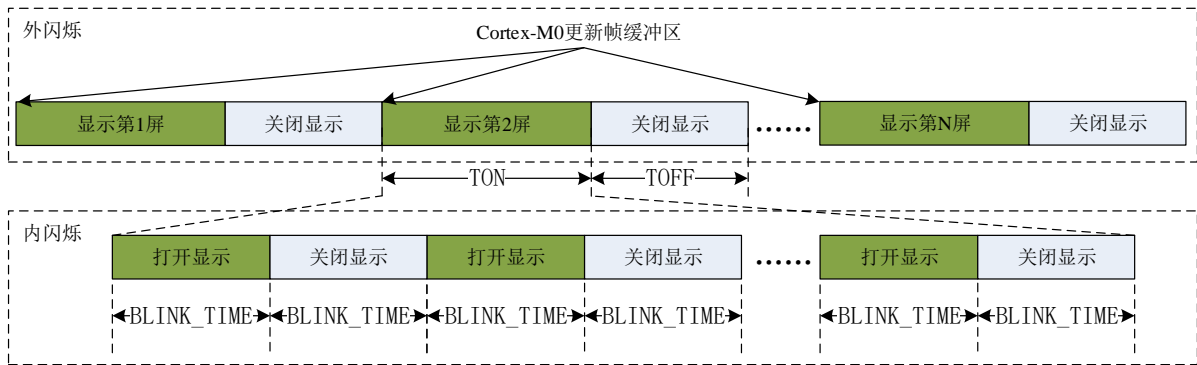 外闪烁
Cortex-M0更新帧缓冲区
显示第1屏 关闭显示 显示第2屏 关闭显示 ...... 显示第N屏 关闭显示
TON TOFF
内闪烁
打开显示 关闭显示 打开显示 关闭显示 ...... 打开显示 关闭显示
BLINK_TIME BLINK_TIME BLINK_TIME BLINK_TIME BLINK_TIME BLINK_TIME